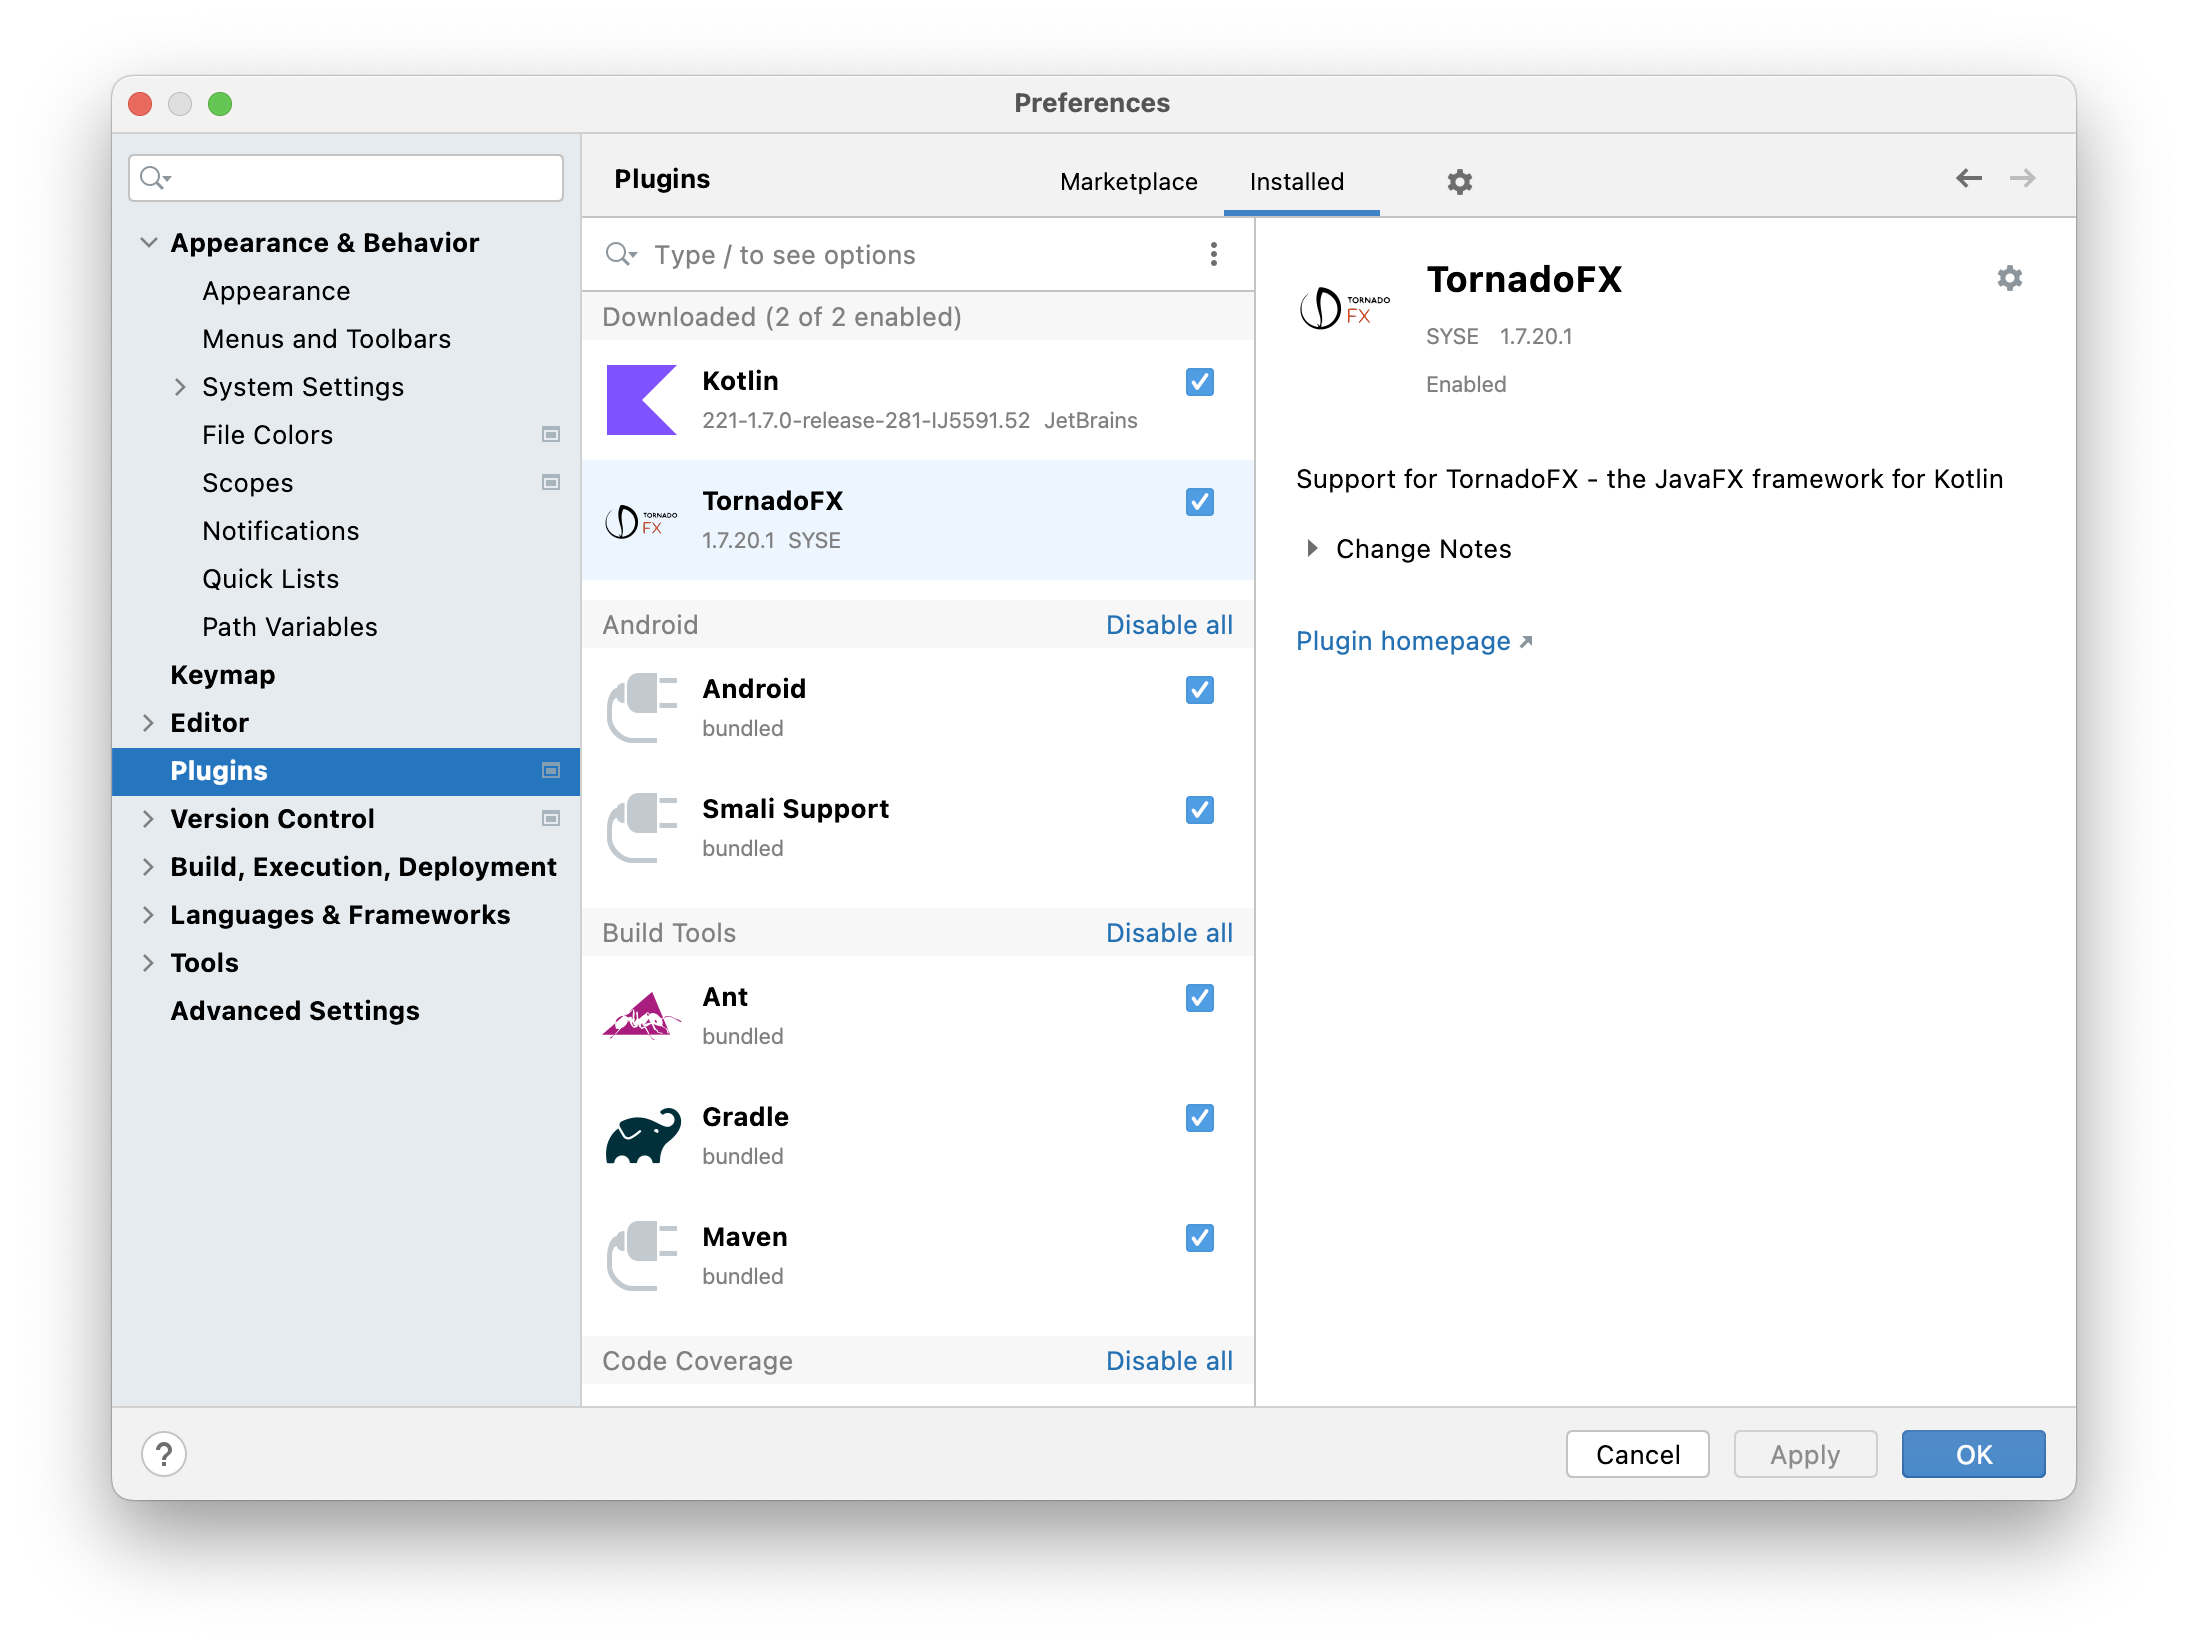 Preferences
Appearance & Behavior
Appearance
Menus and Toolbars
System Settings
File Colors
Scopes
Notifications
Quick Lists
Path Variables
Keymap
Editor
Plugins
Version Control
Build, Execution, Deployment
Languages & Frameworks
Tools
Advanced Settings
Plugins
Marketplace
Installed
Type / to see options
Downloaded (2 of 2 enabled)
Kotlin
221-1.7.0-release-281-IJ5591.52 JetBrains
TORNADO
FX
TornadoFX
1.7.20.1 SYSE
Android Disable all
Android
bundled
Smali Support
bundled
Build Tools Disable all
Ant
bundled
Gradle
bundled
Maven
bundled
Code Coverage Disable all
TORNADO
FX
TornadoFX
SYSE 1.7.20.1
Enabled
Support for TornadoFX - the JavaFX framework for Kotlin
Change Notes
Plugin homepage
?
Cancel
Apply
OK